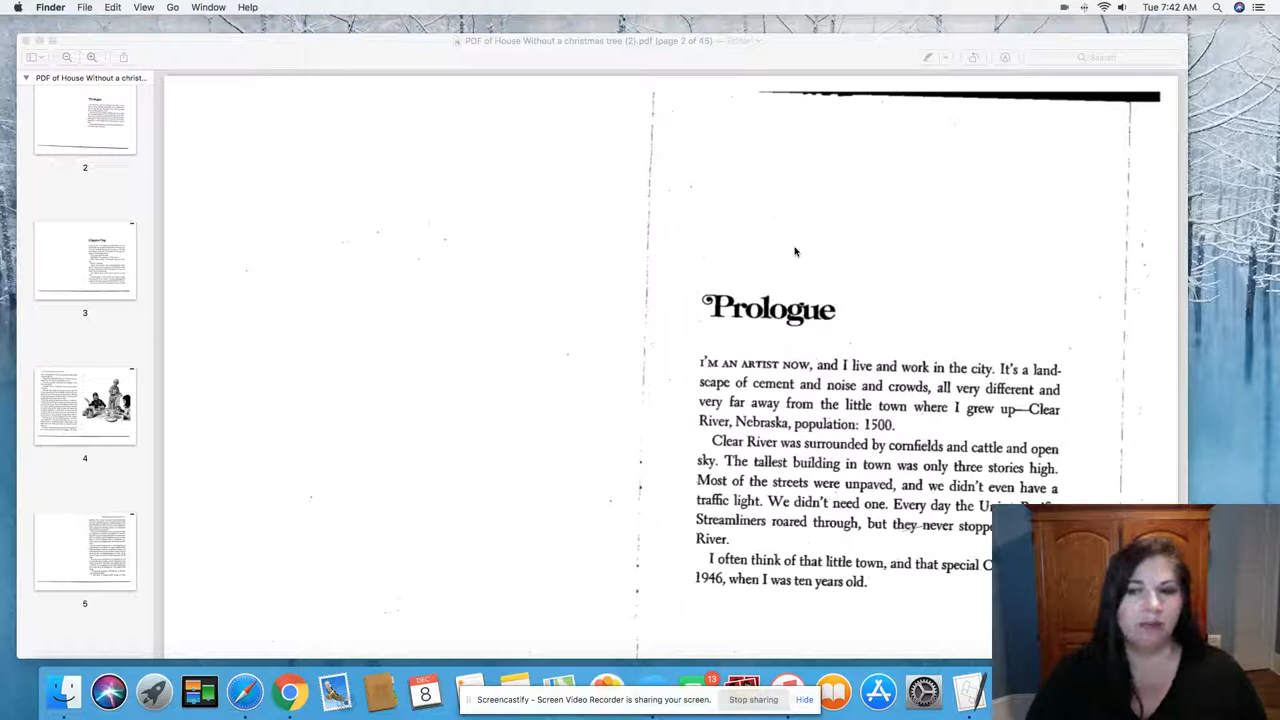 Finder File Edit View Go Window Help
Tue 7:42 AM
PDF of House Without a christmas tree (2).pdf (page 2 of 45) — Edited
Search
PDF of House Without a christ...
2
3
4
5
Prologue
I'M AN ARTIST NOW, and I live and work in the city. It's a land-
scape of cement and noise and crowds, all very different and
very far away from the little town where I grew up—Clear
River, Nebraska, population: 1500.
Clear River was surrounded by cornfields and cattle and open
sky. The tallest building in town was only three stories high.
Most of the streets were unpaved, and we didn't even have a
traffic light. We didn't need one. Every day the
Streamliners roared through, but they never
River.
I often think of that little town, and that special
1946, when I was ten years old.
DEC
8
13
Screencastify - Screen Video Recorder is sharing your screen.
Stop sharing
Hide